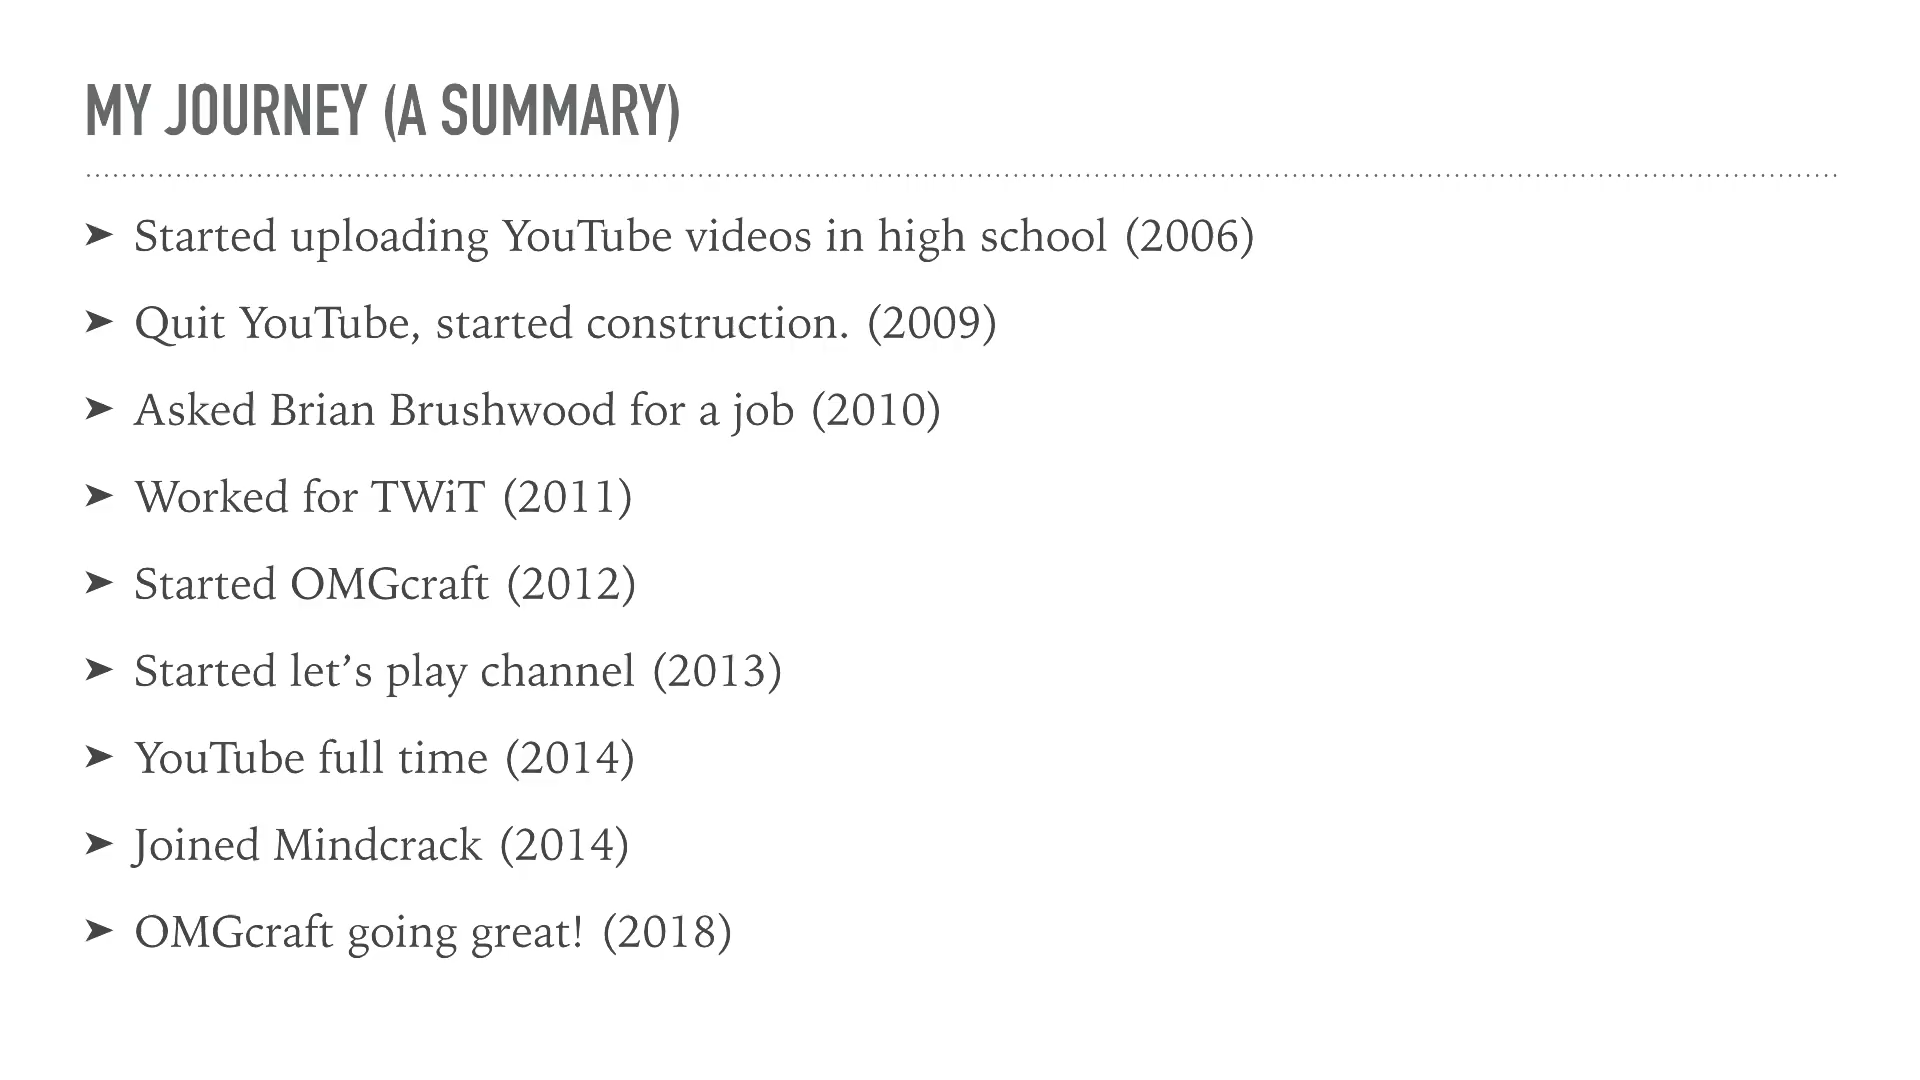 MY JOURNEY (A SUMMARY)
➤ Started uploading YouTube videos in high school (2006)
➤ Quit YouTube, started construction. (2009)
➤ Asked Brian Brushwood for a job (2010)
➤ Worked for TWiT (2011)
➤ Started OMGcraft (2012)
➤ Started let’s play channel (2013)
➤ YouTube full time (2014)
➤ Joined Mindcrack (2014)
➤ OMGcraft going great! (2018)